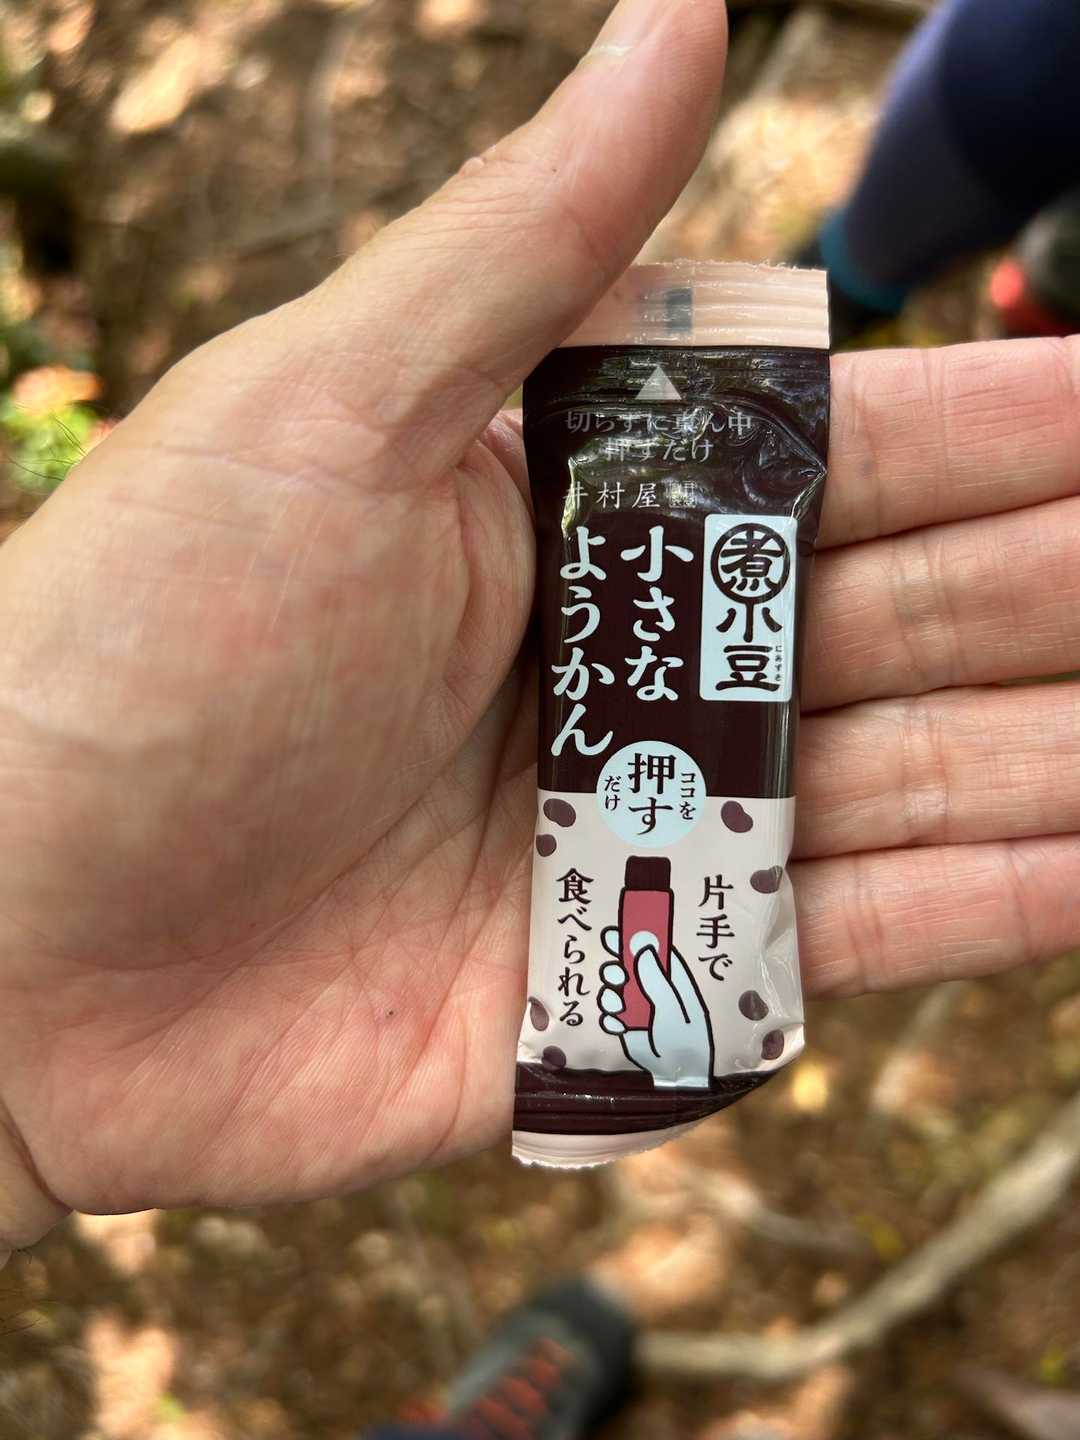 切らずに真ん中
押すだけ
井村屋
煮小豆
にあずき
小さな
ようかん
ココを
押す
だけ
片手で
食べられる